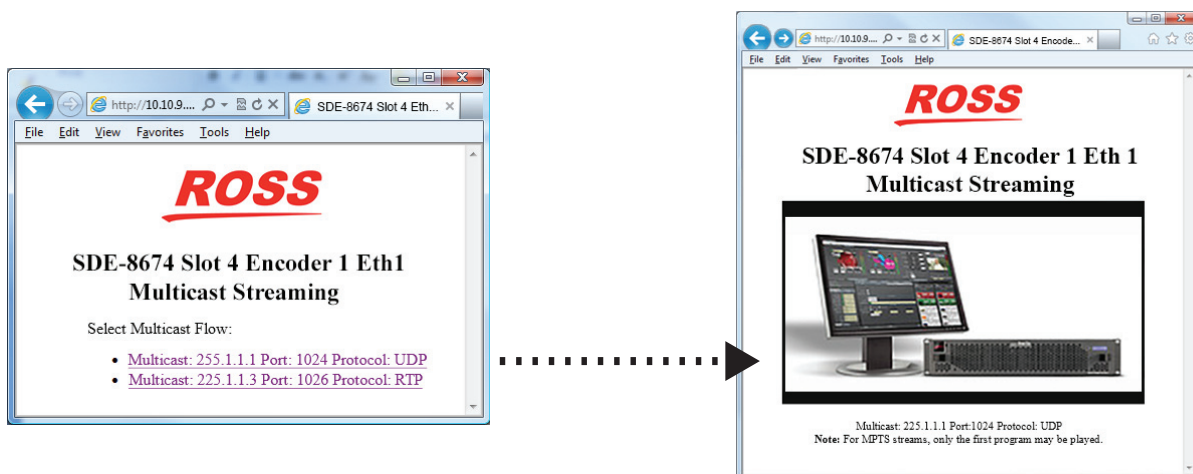 http://10.10.9....
SDE-8674 Slot 4 Eth...
File Edit View Favorites Tools Help
ROSS
SDE-8674 Slot 4 Encoder 1 Eth1
Multicast Streaming
Select Multicast Flow:
• Multicast: 255.1.1.1 Port: 1024 Protocol: UDP
• Multicast: 225.1.1.3 Port: 1026 Protocol: RTP
http://10.10.9....
SDE-8674 Slot 4 Encode...
File Edit View Favorites Tools Help
ROSS
SDE-8674 Slot 4 Encoder 1 Eth 1
Multicast Streaming
Multicast: 225.1.1.1 Port:1024 Protocol: UDP
Note: For MPTS streams, only the first program may be played.